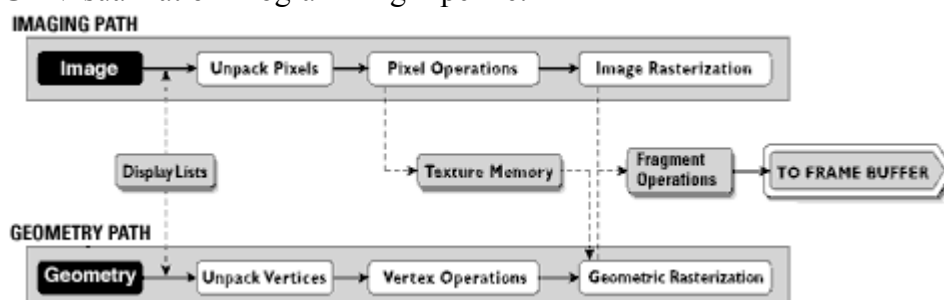 IMAGING PATH
Image
Unpack Pixels
Pixel Operations
Image Rasterization
Display Lists
Texture Memory
Fragment
Operations
TO FRAME BUFFER
GEOMETRY PATH
Geometry
Unpack Vertices
Vertex Operations
Geometric Rasterization